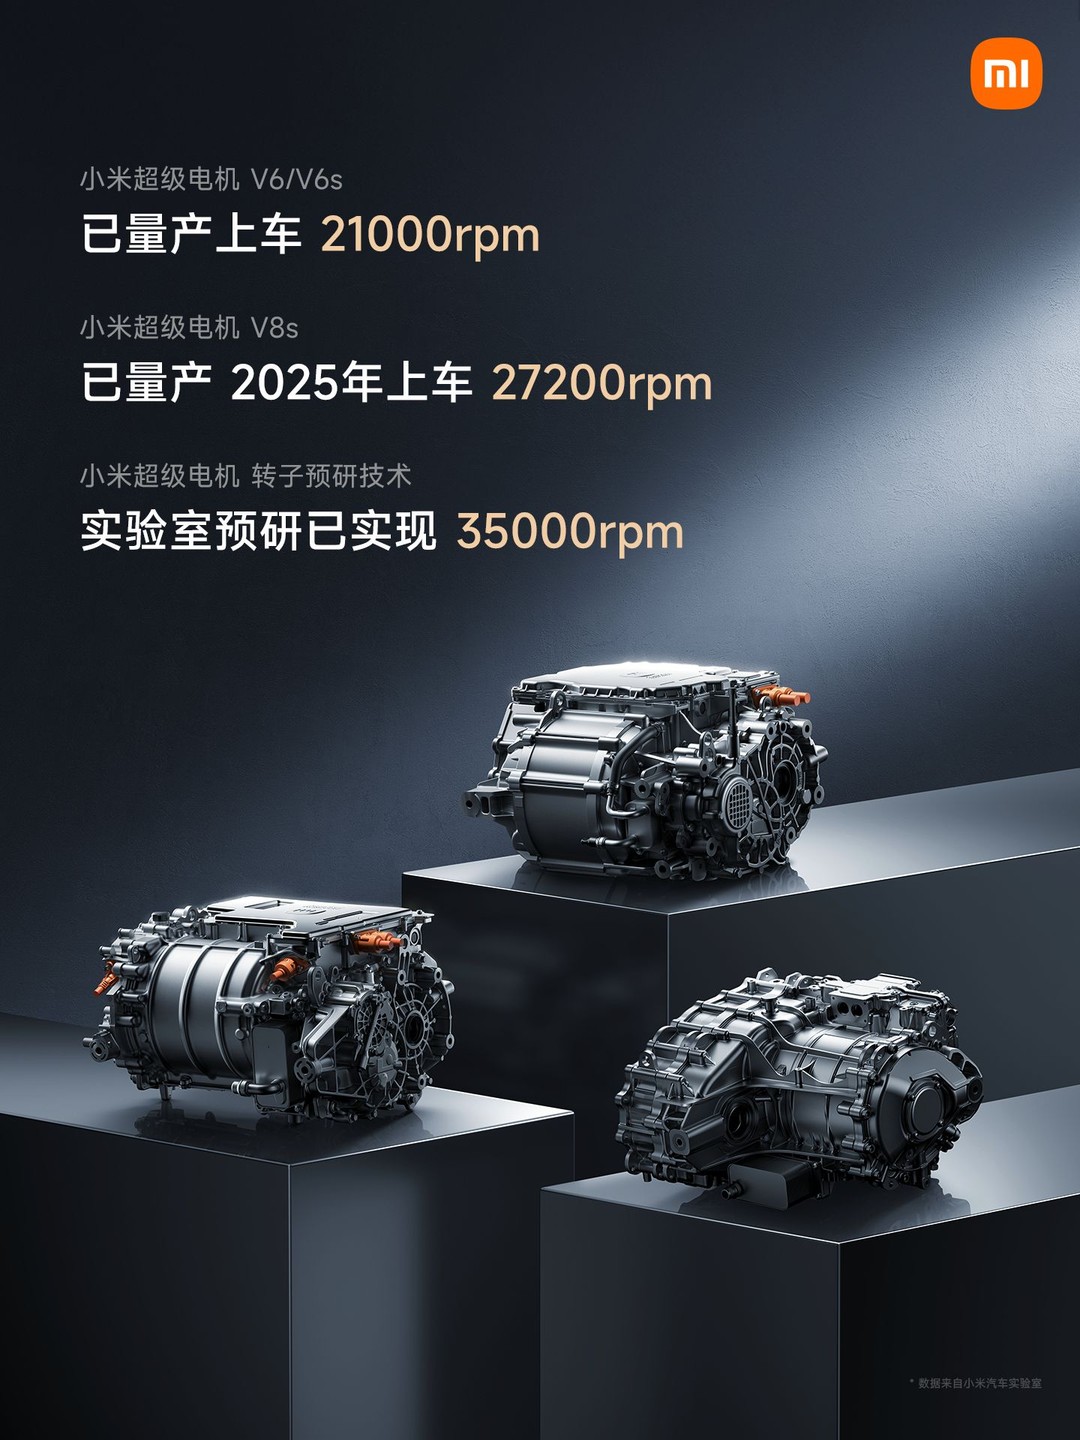 mi
小米超级电机 V6/V6s
已量产上车 21000rpm
小米超级电机 V8s
已量产 2025年上车 27200rpm
小米超级电机 转子预研技术
实验室预研已实现 35000rpm
* 数据来自小米汽车实验室